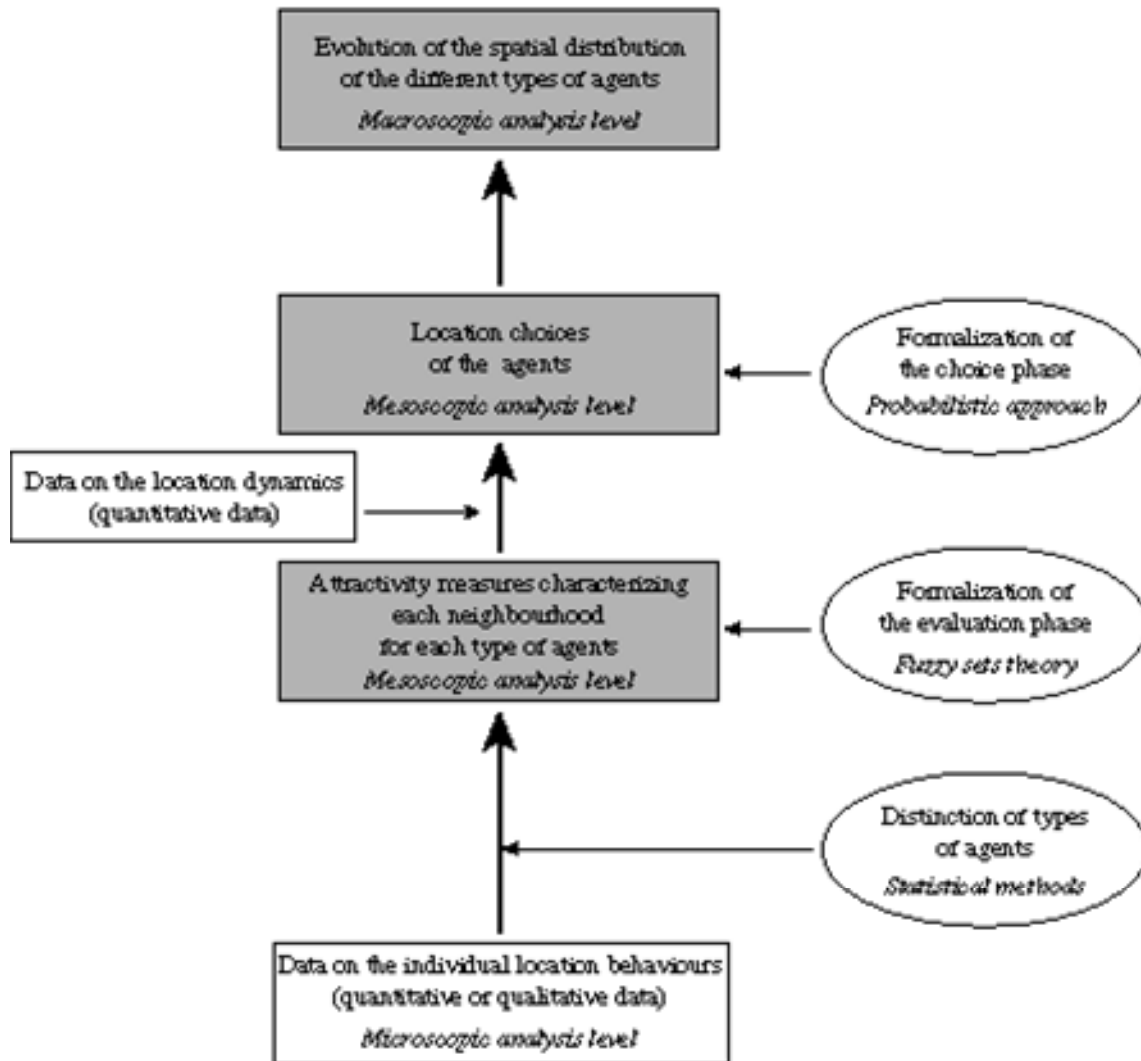 Evolution of the spatial distribution
of the different types of agents
Macroscopic analysis level
Location choices
of the agents
Mesoscopic analysis level
Formalization of
the choice phase
Probabilistic approach
Data on the location dynamics
(quantitative data)
Attractivity measures characterizing
each neighbourhood
for each type of agents
Mesoscopic analysis level
Formalization of
the evaluation phase
Fuzzy sets theory
Distinction of types
of agents
Statistical methods
Data on the individual location behaviours
(quantitative or qualitative data)
Microscopic analysis level